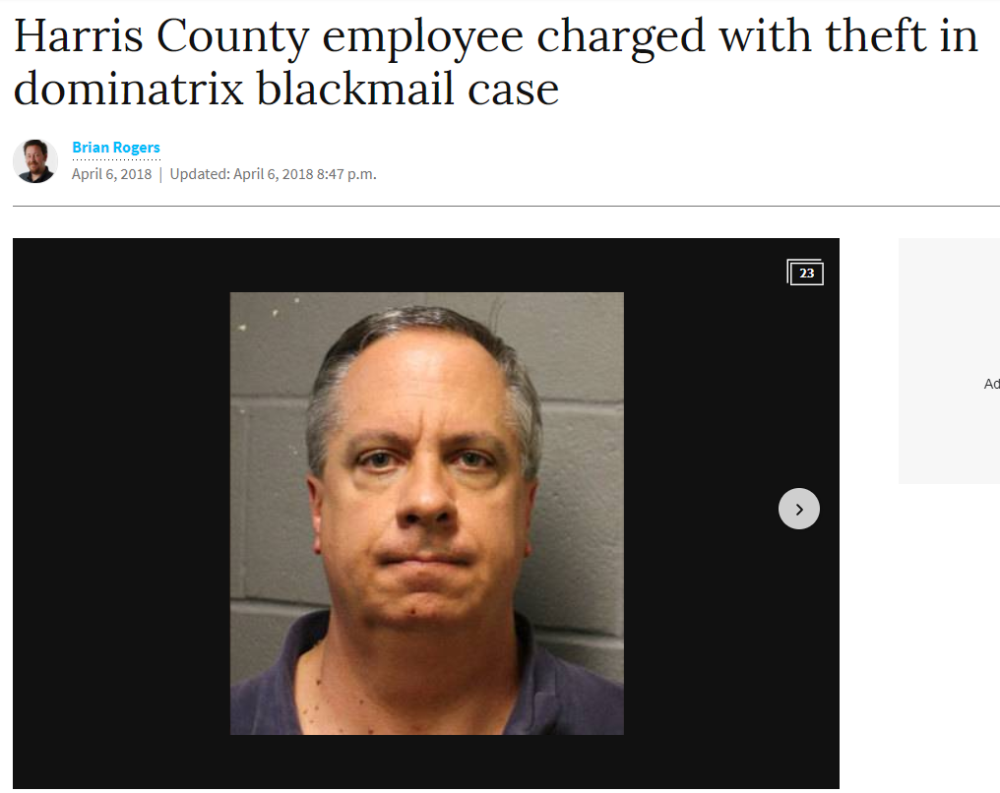 Harris County employee charged with theft in
dominatrix blackmail case
Brian Rogers
April 6, 2018 | Updated: April 6, 2018 8:47 p.m.
23
Ad